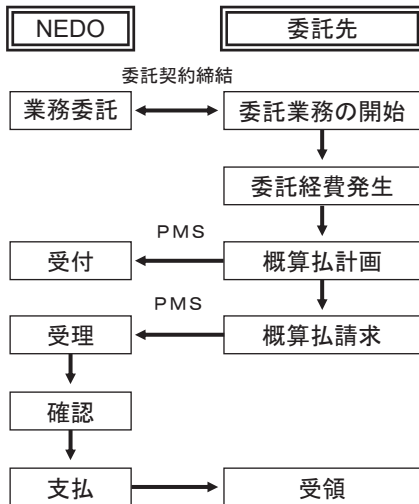 NEDO 委託先
委託契約締結
業務委託 委託業務の開始
委託経費発生
PMS
受付 概算払計画
PMS
受理 概算払請求
確認
支払 受領